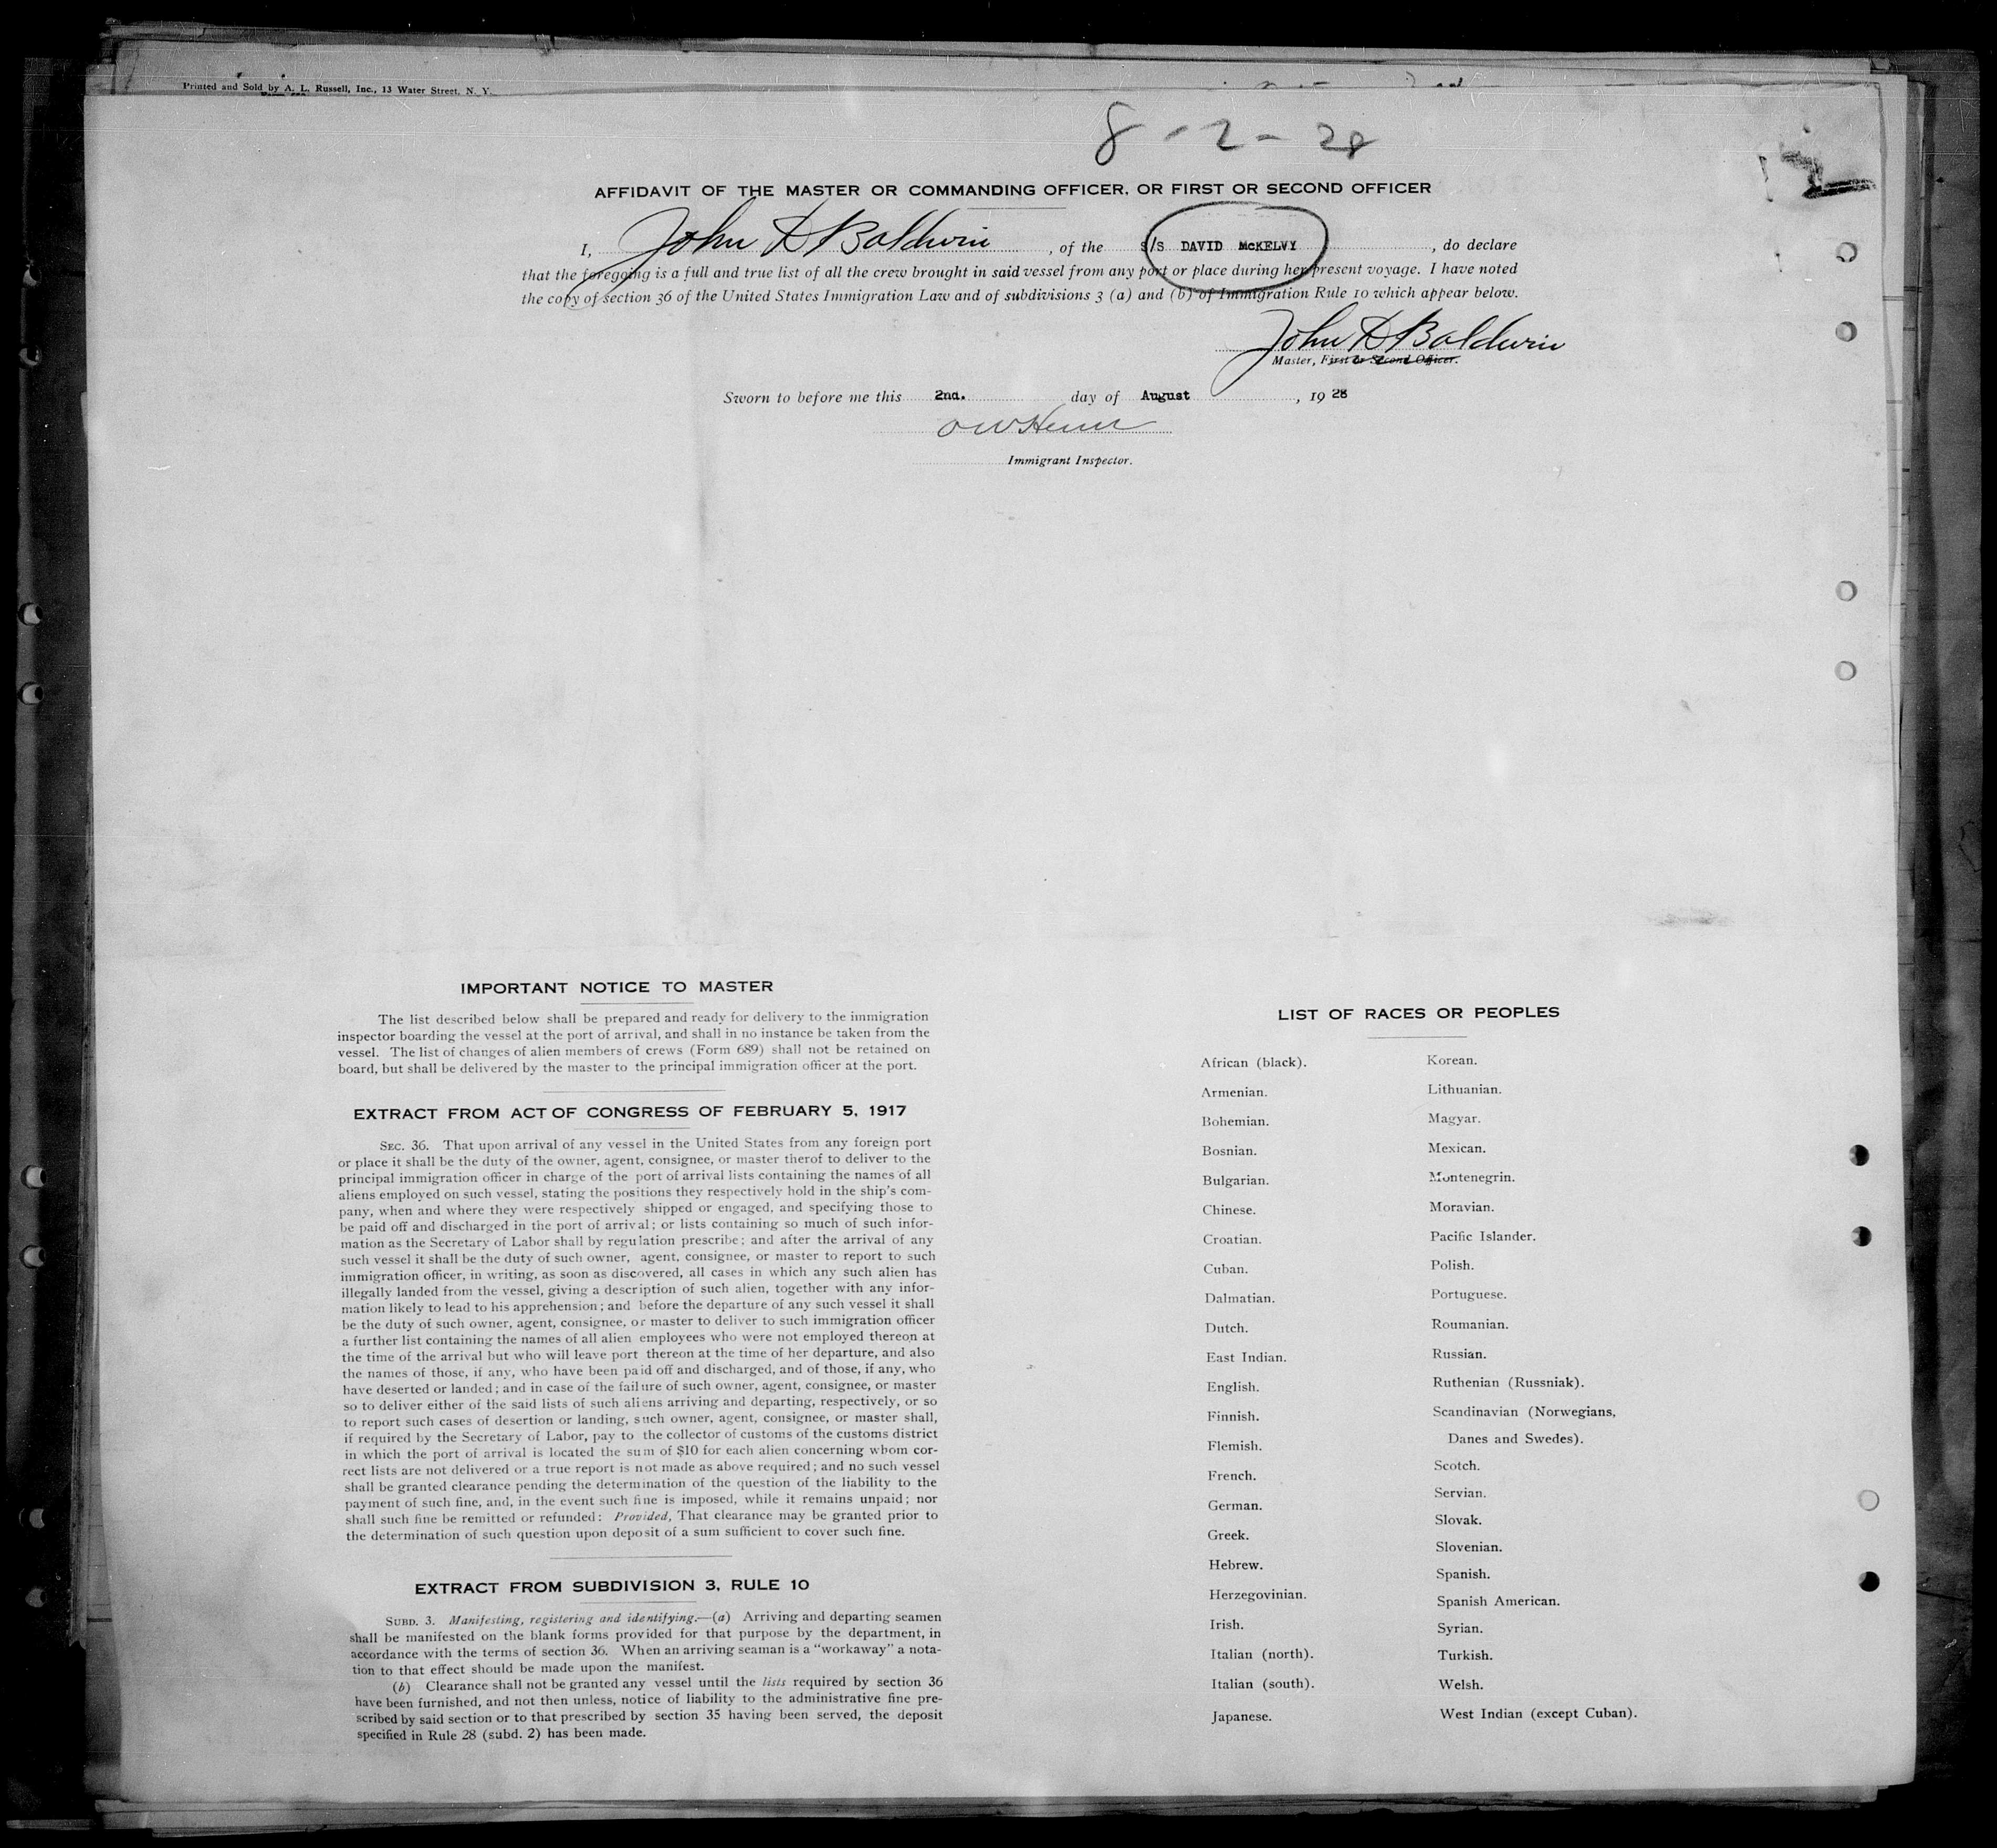 Printed and Sold by A. L. Russell, Inc., 13 Water Street, N. Y.
8-2-28
AFFIDAVIT OF THE MASTER OR COMMANDING OFFICER, OR FIRST OR SECOND OFFICER
I, John D Baldwin, of the S/S DAVID McKELVY, do declare
that the foregoing is a full and true list of all the crew brought in said vessel from any port or place during her present voyage. I have noted
the copy of section 36 of the United States Immigration Law and of subdivisions 3 (a) and (b) of Immigration Rule 10 which appear below.
John D Baldwin
Master, First or Second Officer.
Sworn to before me this 2nd. day of August, 1928
Immigrant Inspector.
IMPORTANT NOTICE TO MASTER
The list described below shall be prepared and ready for delivery to the immigration
inspector boarding the vessel at the port of arrival, and shall in no instance be taken from the
vessel. The list of changes of alien members of crews (Form 689) shall not be retained on
board, but shall be delivered by the master to the principal immigration officer at the port.
EXTRACT FROM ACT OF CONGRESS OF FEBRUARY 5, 1917
SEC. 36. That upon arrival of any vessel in the United States from any foreign port
or place it shall be the duty of the owner, agent, consignee, or master therof to deliver to the
principal immigration officer in charge of the port of arrival lists containing the names of all
aliens employed on such vessel, stating the positions they respectively hold in the ship's com-
pany, when and where they were respectively shipped or engaged, and specifying those to
be paid off and discharged in the port of arrival; or lists containing so much of such infor-
mation as the Secretary of Labor shall by regulation prescribe; and after the arrival of any
such vessel it shall be the duty of such owner, agent, consignee, or master to report to such
immigration officer, in writing, as soon as discovered, all cases in which any such alien has
illegally landed from the vessel, giving a description of such alien, together with any infor-
mation likely to lead to his apprehension; and before the departure of any such vessel it shall
be the duty of such owner, agent, consignee, or master to deliver to such immigration officer
a further list containing the names of all alien employees who were not employed thereon at
the time of the arrival but who will leave port thereon at the time of her departure, and also
the names of those, if any, who have been paid off and discharged, and of those, if any, who
have deserted or landed; and in case of the failure of such owner, agent, consignee, or master
so to deliver either of the said lists of such aliens arriving and departing, respectively, or so
to report such cases of desertion or landing, such owner, agent, consignee, or master shall,
if required by the Secretary of Labor, pay to the collector of customs of the customs district
in which the port of arrival is located the sum of $10 for each alien concerning whom cor-
rect lists are not delivered or a true report is not made as above required; and no such vessel
shall be granted clearance pending the determination of the question of the liability to the
payment of such fine, and, in the event such fine is imposed, while it remains unpaid; nor
shall such fine be remitted or refunded: Provided, That clearance may be granted prior to
the determination of such question upon deposit of a sum sufficient to cover such fine.
EXTRACT FROM SUBDIVISION 3, RULE 10
SUBD. 3. Manifesting, registering and identifying.—(a) Arriving and departing seamen
shall be manifested on the blank forms provided for that purpose by the department, in
accordance with the terms of section 36. When an arriving seaman is a "workaway" a nota-
tion to that effect should be made upon the manifest.
(b) Clearance shall not be granted any vessel until the lists required by section 36
have been furnished, and not then unless, notice of liability to the administrative fine pre-
scribed by said section or to that prescribed by section 35 having been served, the deposit
specified in Rule 28 (subd. 2) has been made.
LIST OF RACES OR PEOPLES
African (black).
Armenian.
Bohemian.
Bosnian.
Bulgarian.
Chinese.
Croatian.
Cuban.
Dalmatian.
Dutch.
East Indian.
English.
Finnish.
Flemish.
French.
German.
Greek.
Hebrew.
Herzegovinian.
Irish.
Italian (north).
Italian (south).
Japanese.
Korean.
Lithuanian.
Magyar.
Mexican.
Montenegrin.
Moravian.
Pacific Islander.
Polish.
Portuguese.
Roumanian.
Russian.
Ruthenian (Russniak).
Scandinavian (Norwegians,
Danes and Swedes).
Scotch.
Servian.
Slovak.
Slovenian.
Spanish.
Spanish American.
Syrian.
Turkish.
Welsh.
West Indian (except Cuban).